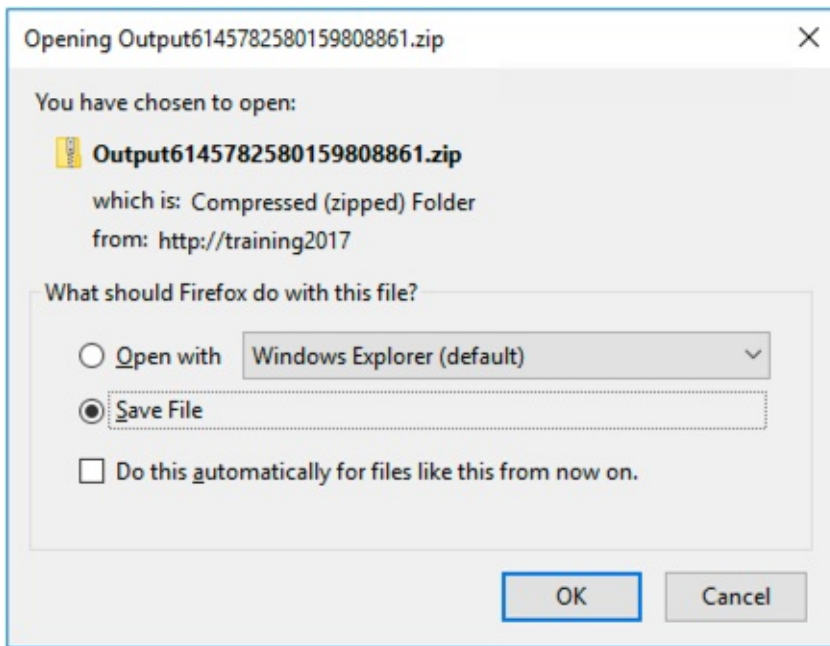 Opening Output6145782580159808861.zip
You have chosen to open:
Output6145782580159808861.zip
which is: Compressed (zipped) Folder
from: http://training2017
What should Firefox do with this file?
Open with Windows Explorer (default)
Save File
Do this automatically for files like this from now on.
OK Cancel